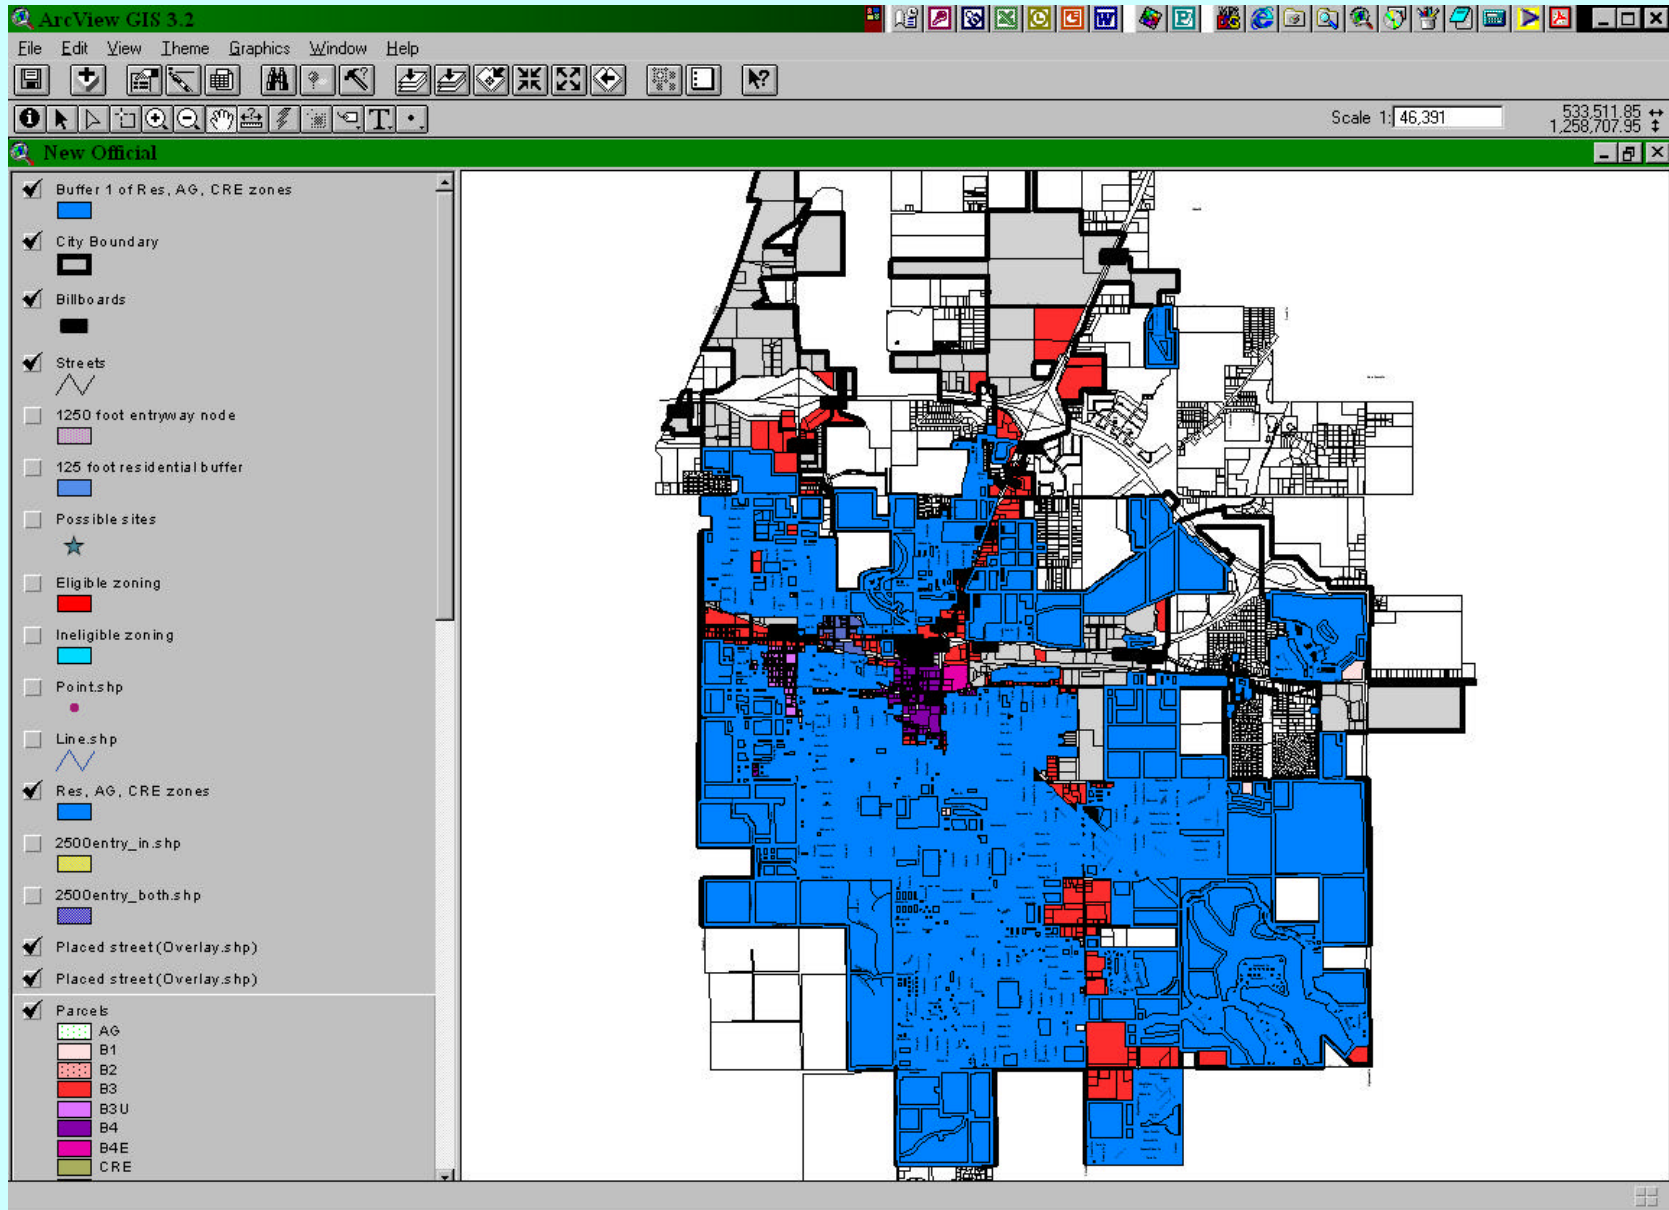 ArcView GIS 3.2
File Edit View Theme Graphics Window Help
Scale 1: 46,391
533,511.85
1,258,707.95
New Official
Buffer 1 of Res, AG, CRE zones
City Boundary
Billboards
Streets
1250 foot entryway node
125 foot residential buffer
Possible sites
Eligible zoning
Ineligible zoning
Point.shp
Line.shp
Res, AG, CRE zones
2500entry_in.shp
2500entry_both.shp
Placed street(Overlay.shp)
Placed street(Overlay.shp)
Parcels
AG
B1
B2
B3
B3U
B4
B4E
CRE